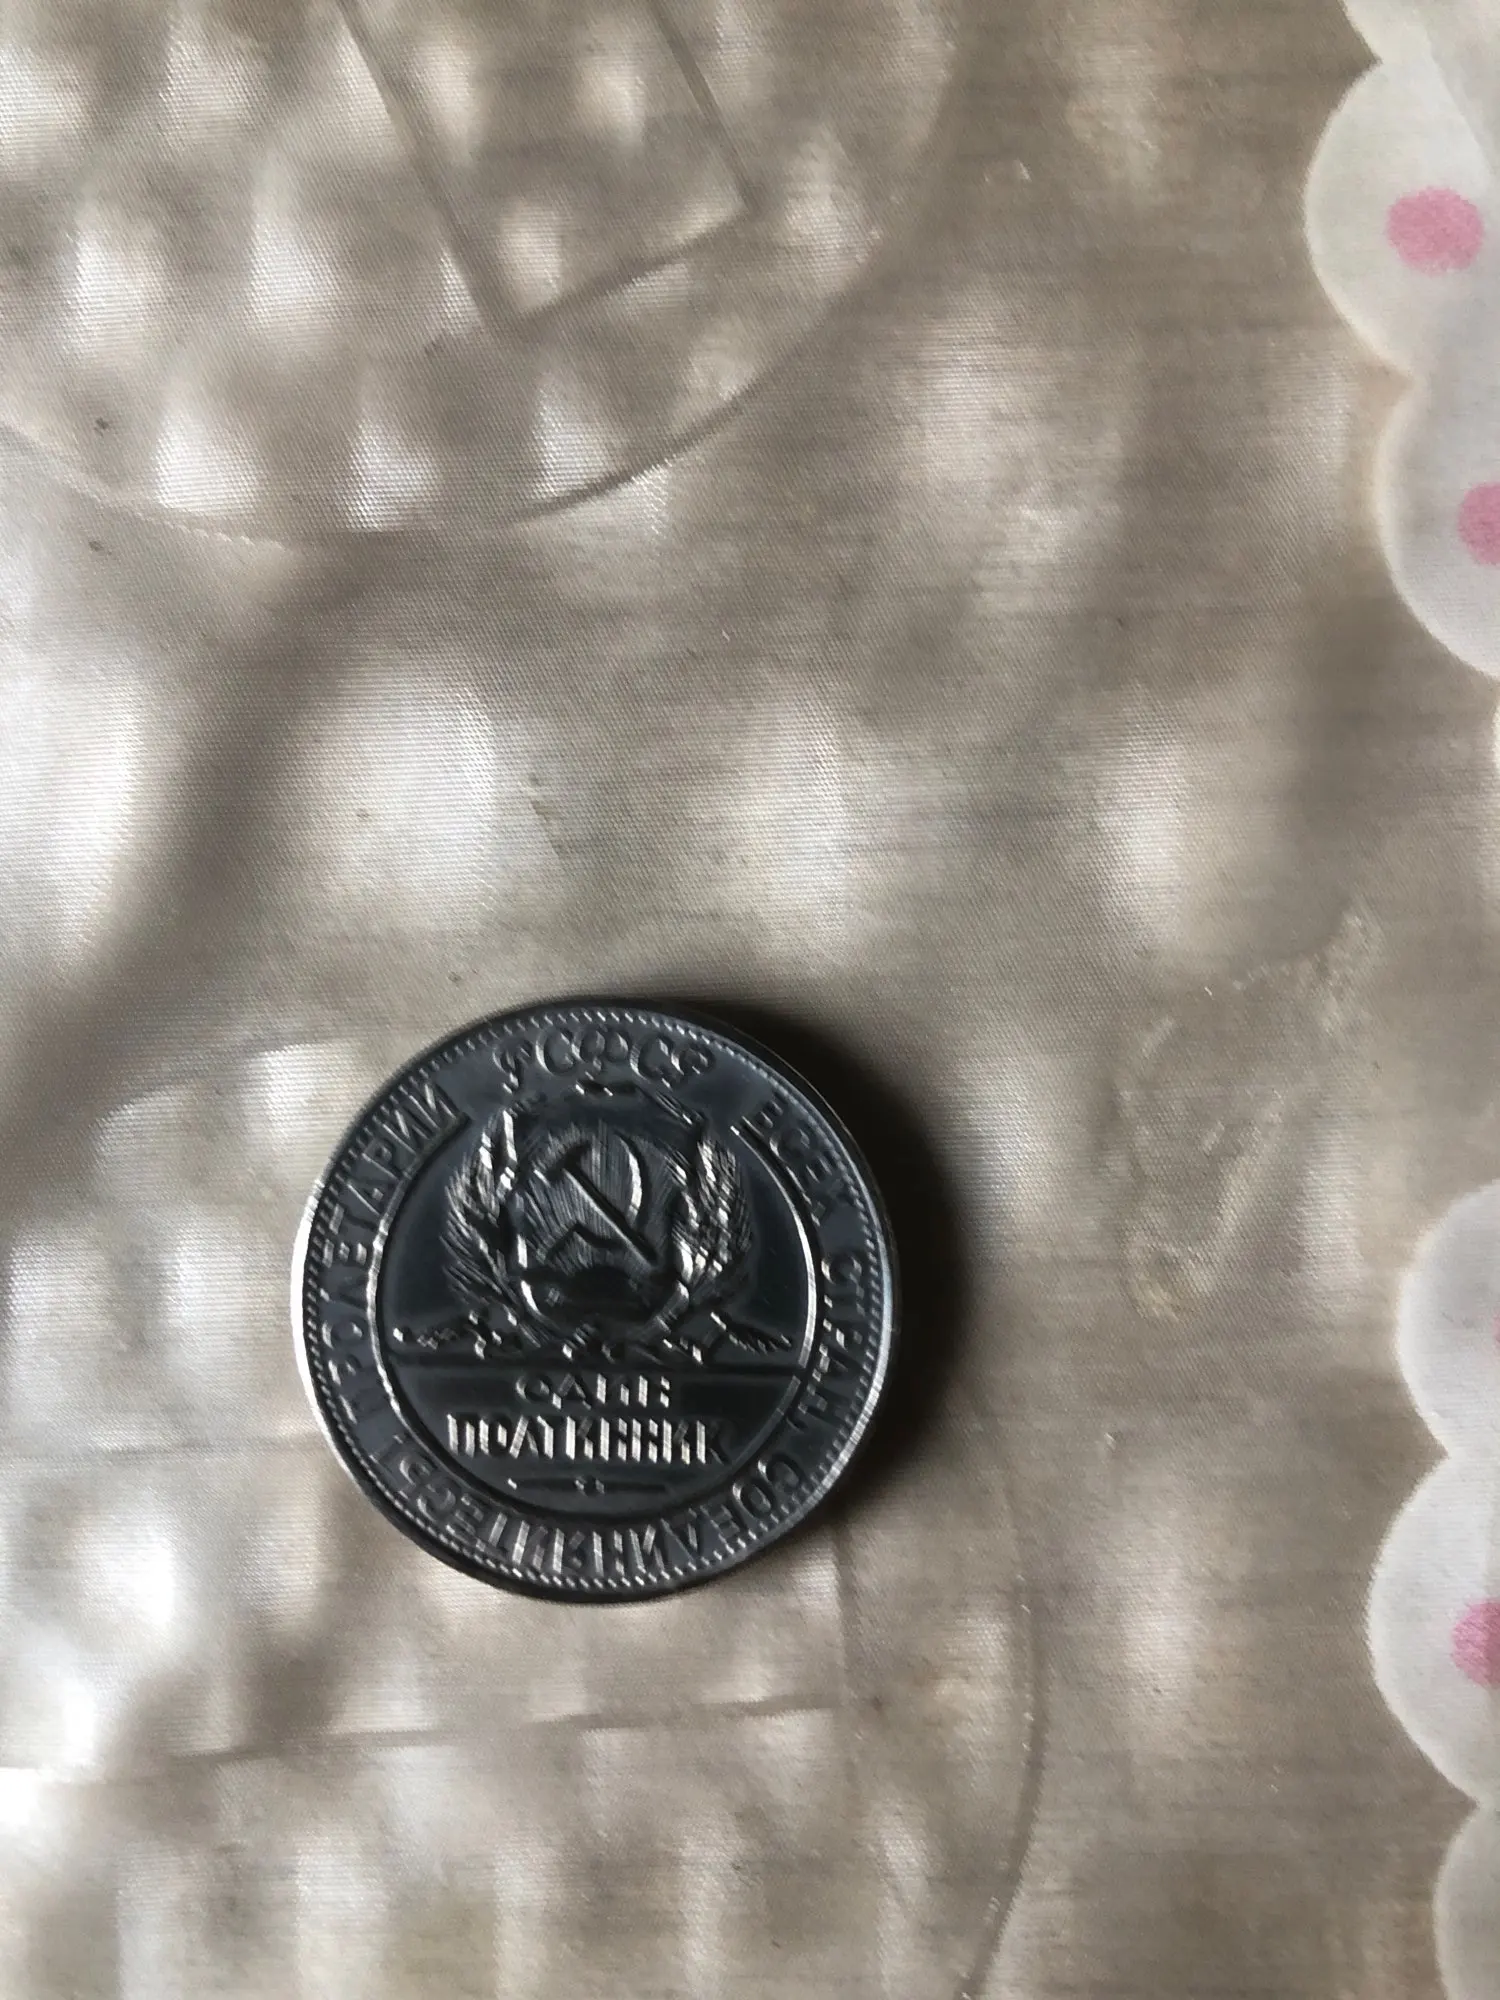 РСФСР
ПРОЛЕТАРИИ ВСЕХ СТРАН, СОЕДИНЯЙТЕСЬ!
ОДИН
ПОЛТИННИК